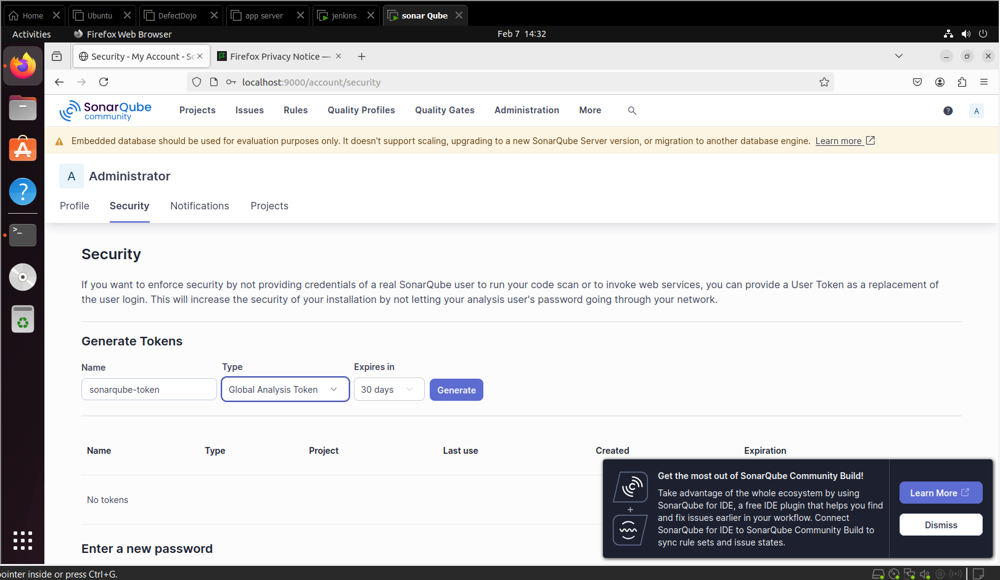 Home
Ubuntu
DefectDojo
app server
jenkins
sonar Qube
Activities
Firefox Web Browser
Feb 7 14:32
Security - My Account - So
Firefox Privacy Notice —
localhost:9000/account/security
SonarQube
community
Projects
Issues
Rules
Quality Profiles
Quality Gates
Administration
More
A
Embedded database should be used for evaluation purposes only. It doesn't support scaling, upgrading to a new SonarQube Server version, or migration to another database engine. Learn more
A
Administrator
Profile
Security
Notifications
Projects
Security
If you want to enforce security by not providing credentials of a real SonarQube user to run your code scan or to invoke web services, you can provide a User Token as a replacement of
the user login. This will increase the security of your installation by not letting your analysis user's password going through your network.
Generate Tokens
Name
Type
Expires in
sonarqube-token
Global Analysis Token
30 days
Generate
Name
Type
Project
Last use
Created
Expiration
No tokens
Get the most out of SonarQube Community Build!
Take advantage of the whole ecosystem by using
SonarQube for IDE, a free IDE plugin that helps you find
and fix issues earlier in your workflow. Connect
SonarQube for IDE to SonarQube Community Build to
sync rule sets and issue states.
Learn More
Dismiss
Enter a new password
ointer inside or press Ctrl+G.